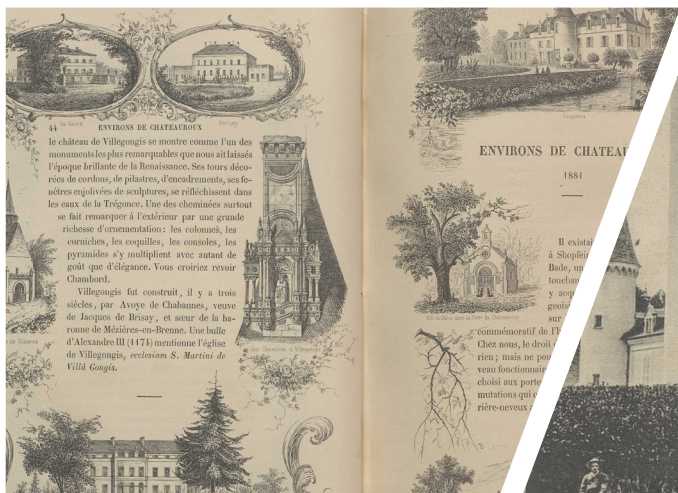 44 ENVIRONS DE CHATEAUROUX
le château de Villegongis se montre comme l'un des
monuments les plus remarquables que nous ait laissés
l'époque brillante de la Renaissance. Ses tours déco-
rées de cordons, de pilastres, d'encadrements, ses fe-
nêtres enjolivées de sculptures, se réfléchissent dans
les eaux de la Trégonce. Une des cheminées surtout
se fait remarquer à l'extérieur par une grande
richesse d'ornementation: les colonnes, les
corniches, les coquilles, les consoles, les
pyramides s'y multiplient avec autant de
goût que d'élégance. Vous croiriez revoir
Chambord.
Villegongis fut construit, il y a trois
siècles, par Avoye de Chabannes, veuve
de Jacques de Brisay, et sœur de la ba-
ronne de Mézières-en-Brenne. Une bulle
d'Alexandre III (1174) mentionne l'église
de Villegongis, ecclesiam S. Martini de
Villâ Gongis.
ENVIRONS DE CHATEAU
1881
Il existai
à Shopfei
Bade, un
touchan
y acq
geois
sur
commémoratif de l'h
Chez nous, le droit d
rien; mais ne pou
veau fonctionnair
choisi aux porte
mutations qui o
rière-neveux a